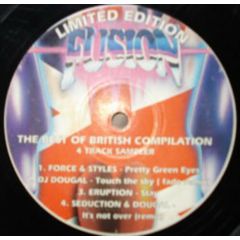 LIMITED EDITION
FUSION
THE BEST OF BRITISH COMPILATION
4 TRACK SAMPLER
1. FORCE & STYLES - Pretty Green Eyes
DJ DOUGAL - Touch the sky (
3. ERUPTION -
4. SEDUCTION & DOUGAL -
It's not over (remix